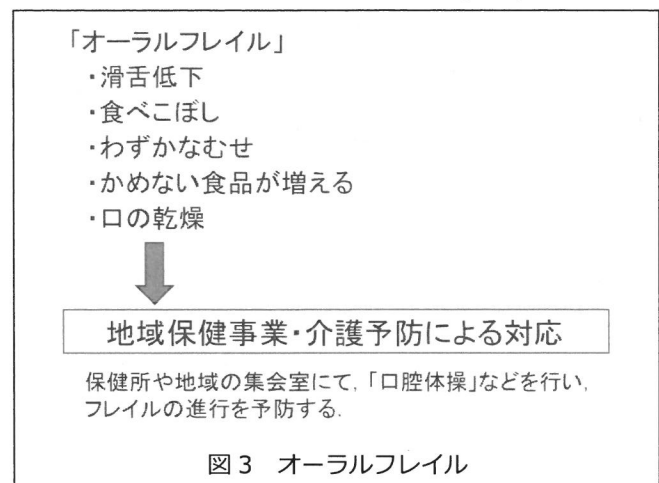 「オーラルフレイル」
・滑舌低下
・食べこぼし
・わずかなむせ
・かめない食品が増える
・口の乾燥
地域保健事業・介護予防による対応
保健所や地域の集会室にて,「口腔体操」などを行い,
フレイルの進行を予防する.
図3 オーラルフレイル